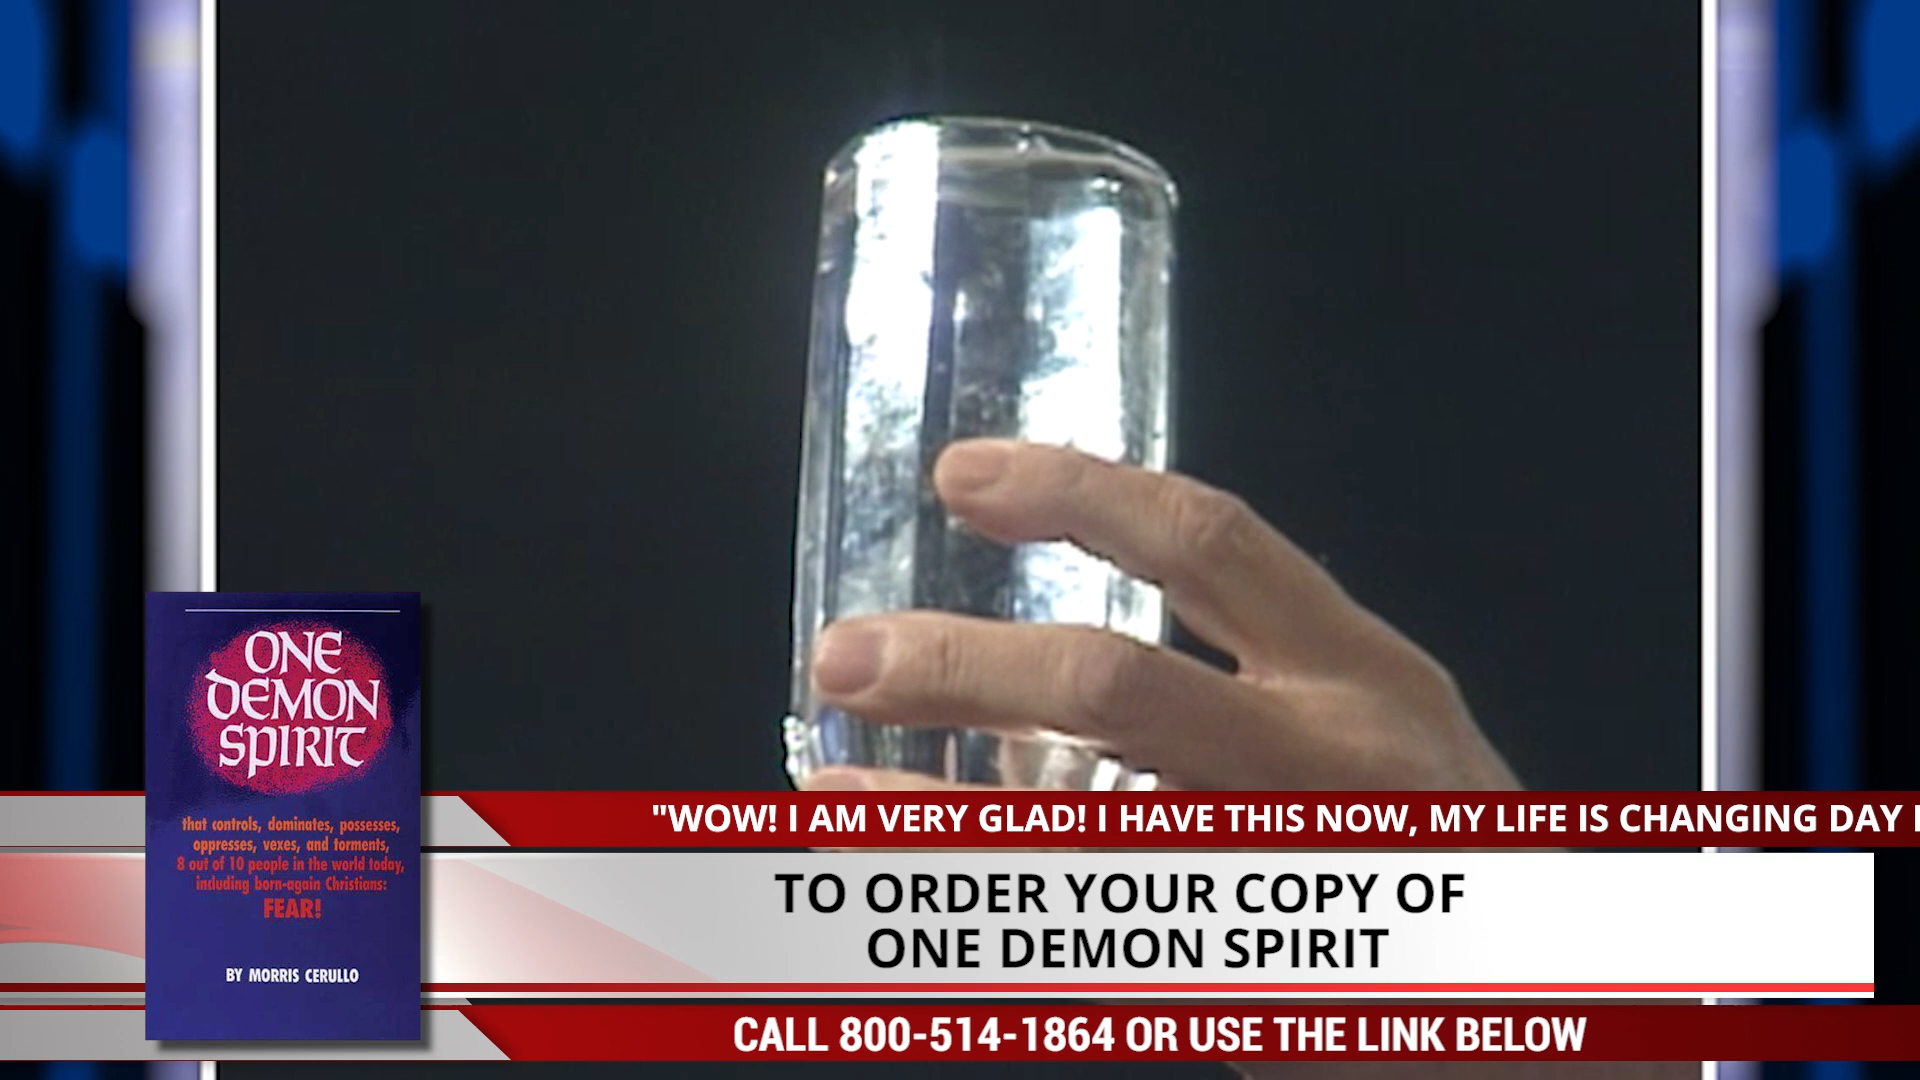 ONE
DEMON
SPIRIT
that controls, dominates, possesses,
oppresses, vexes, and torments,
8 out of 10 people in the world today,
including born-again Christians:
FEAR!
BY MORRIS CERULLO
"WOW! I AM VERY GLAD! I HAVE THIS NOW, MY LIFE IS CHANGING DAY
TO ORDER YOUR COPY OF
ONE DEMON SPIRIT
CALL 800-514-1864 OR USE THE LINK BELOW